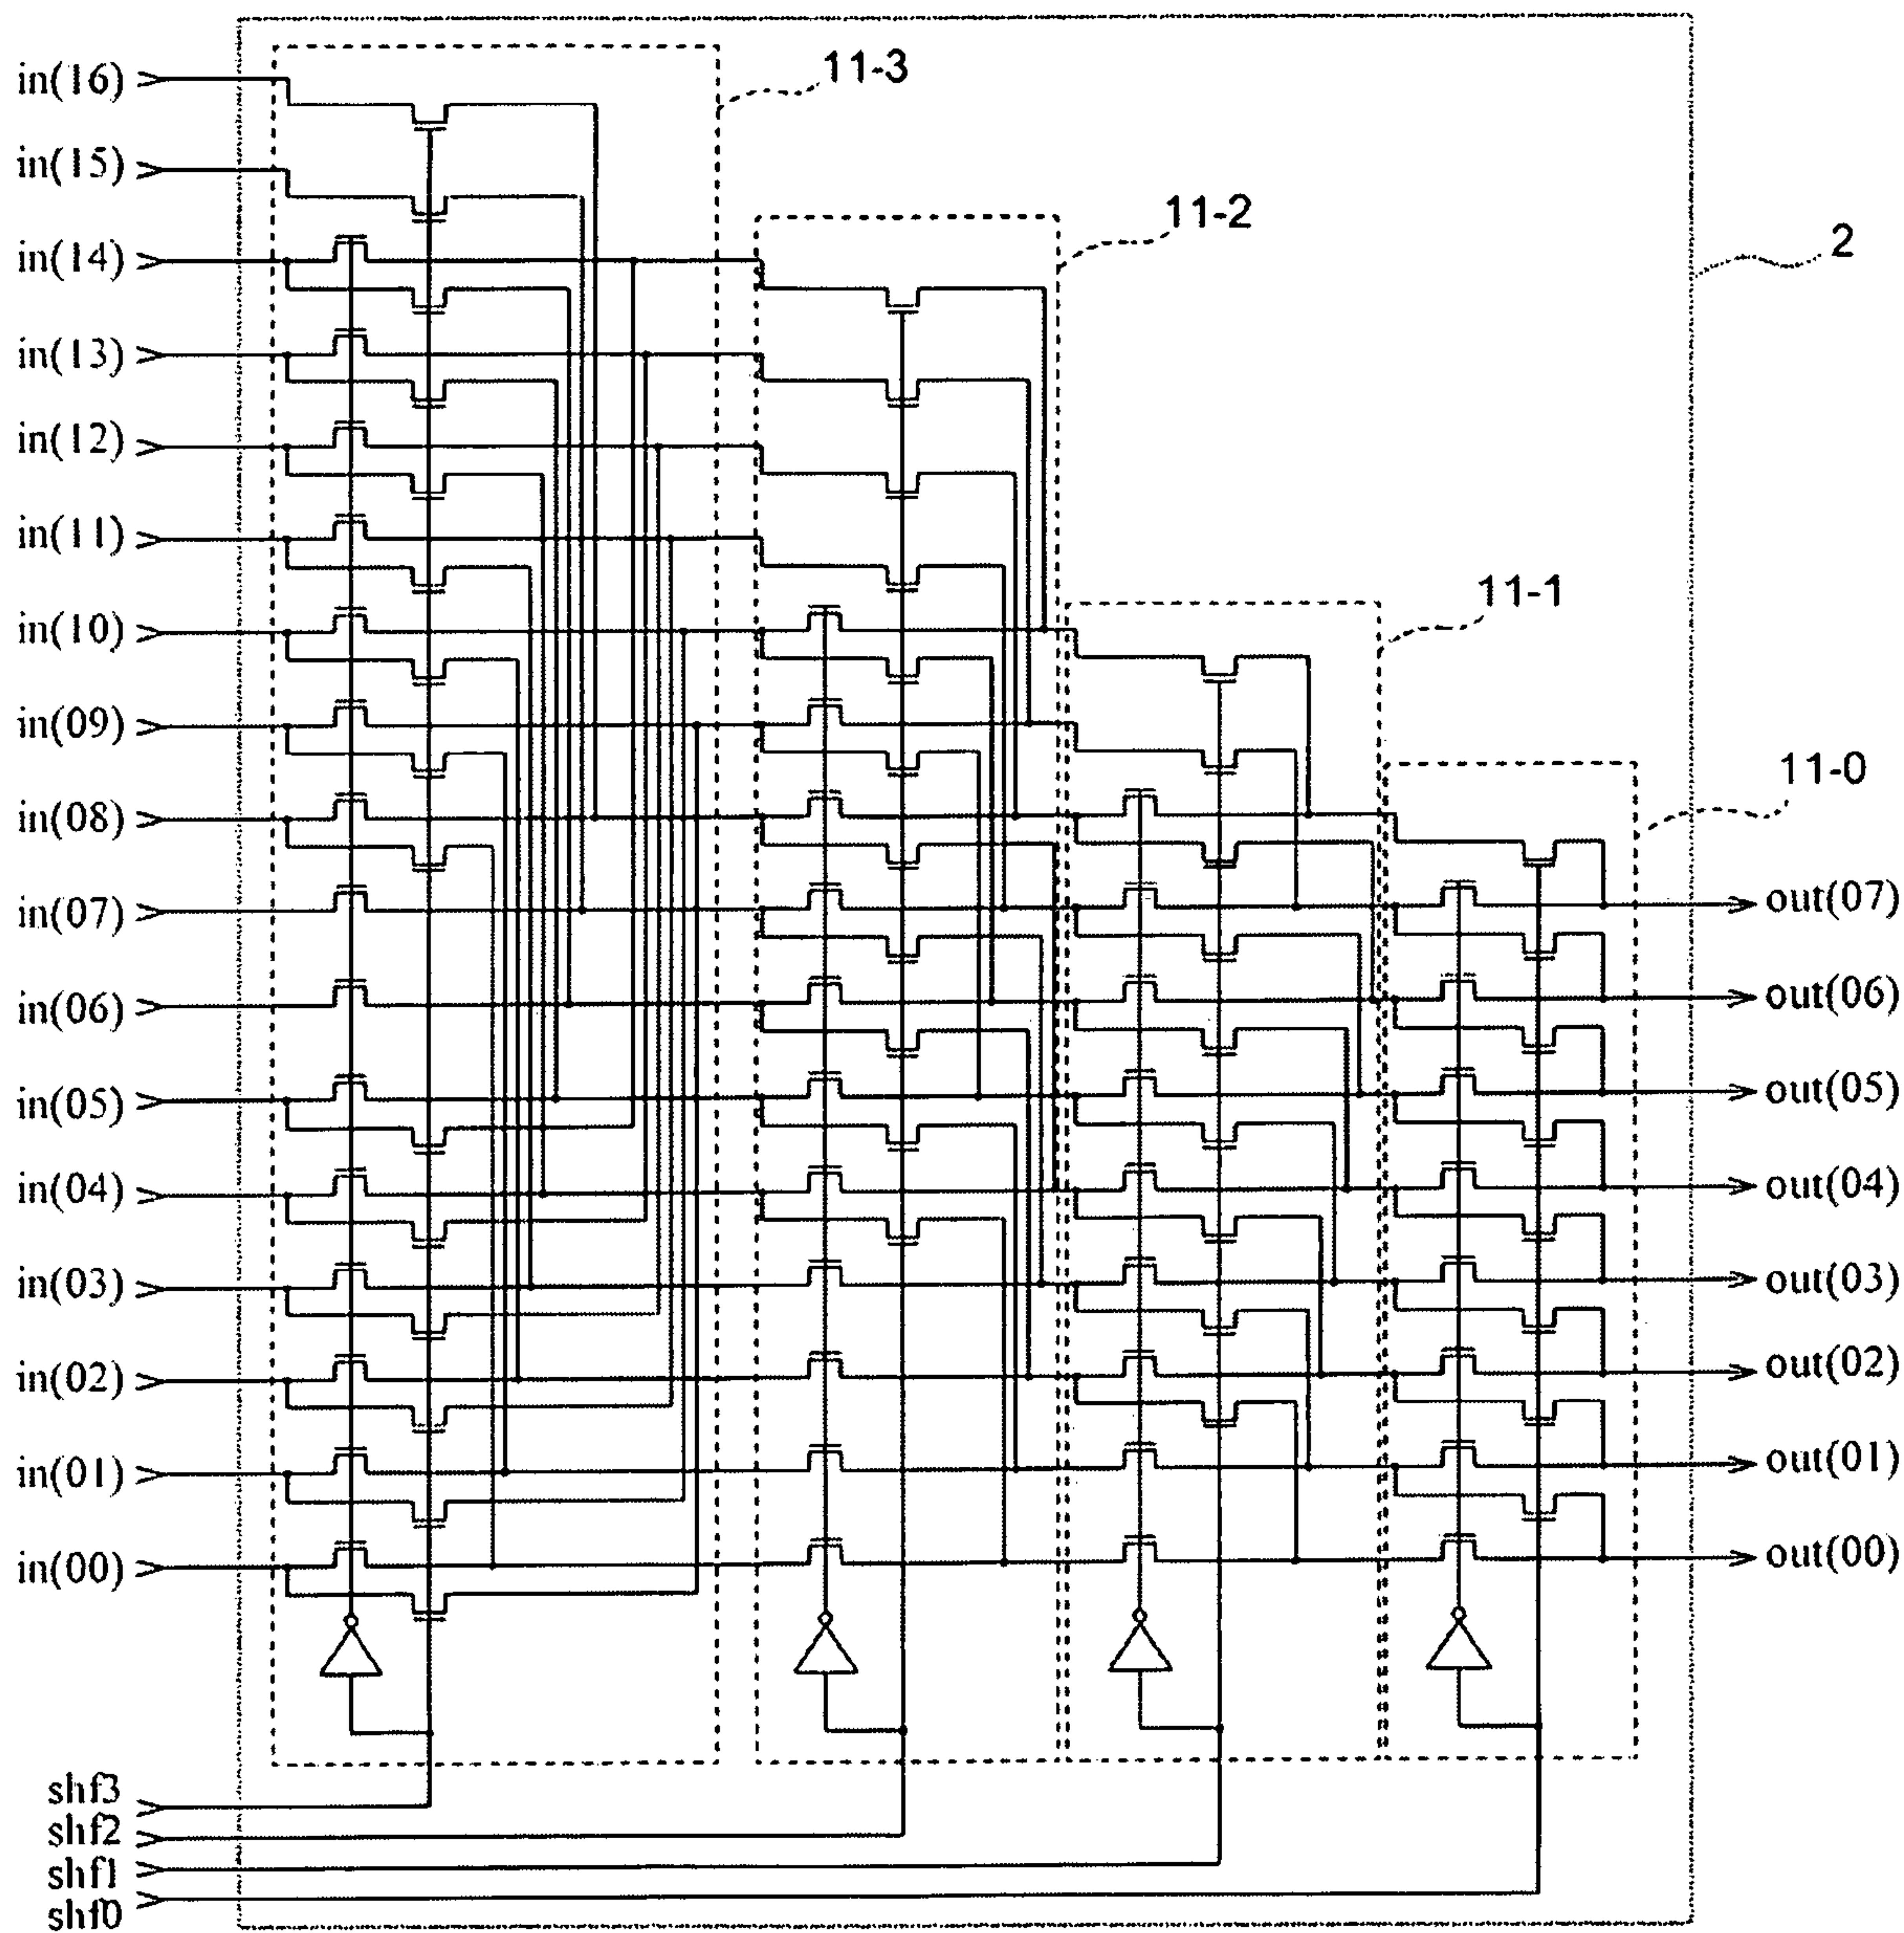 in(16)
in(15)
in(14)
in(13)
in(12)
in(11)
in(10)
in(09)
in(08)
in(07)
in(06)
in(05)
in(04)
in(03)
in(02)
in(01)
in(00)
shf3
shf2
shf1
shf0
11-3
11-2
2
11-1
11-0
out(07)
out(06)
out(05)
out(04)
out(03)
out(02)
out(01)
out(00)